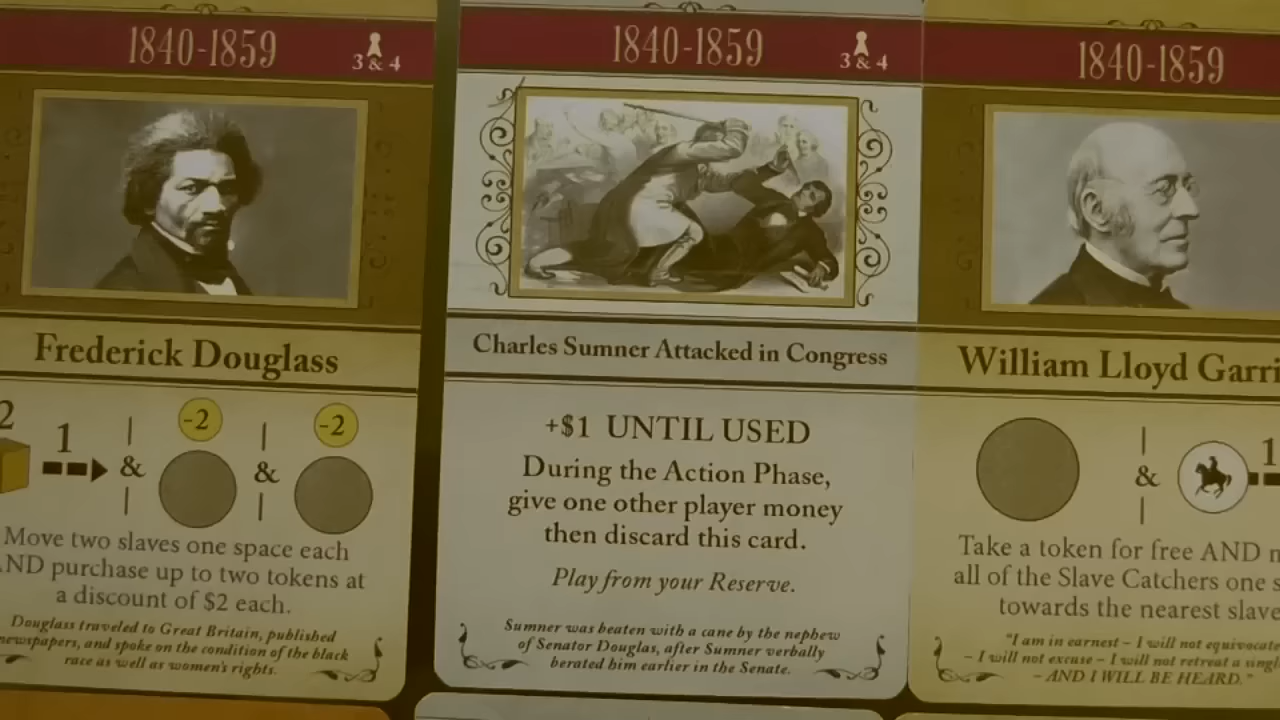 1840-1859
3 & 4
Frederick Douglass
2
1
&
-2
&
-2
Move two slaves one space each
AND purchase up to two tokens at
a discount of $2 each.
Douglass traveled to Great Britain, published
newspapers, and spoke on the condition of the black
race as well as women's rights.
1840-1859
3 & 4
Charles Sumner Attacked in Congress
+$1 UNTIL USED
During the Action Phase,
give one other player money
then discard this card.
Play from your Reserve.
Sumner was beaten with a cane by the nephew
of Senator Douglas, after Sumner verbally
berated him earlier in the Senate.
1840-1859
William Lloyd Garri
&
1
Take a token for free AND
all of the Slave Catchers one
towards the nearest slave
"I am in earnest – I will not equivocate
– I will not excuse – I will not retreat a singl
– AND I WILL BE HEARD."